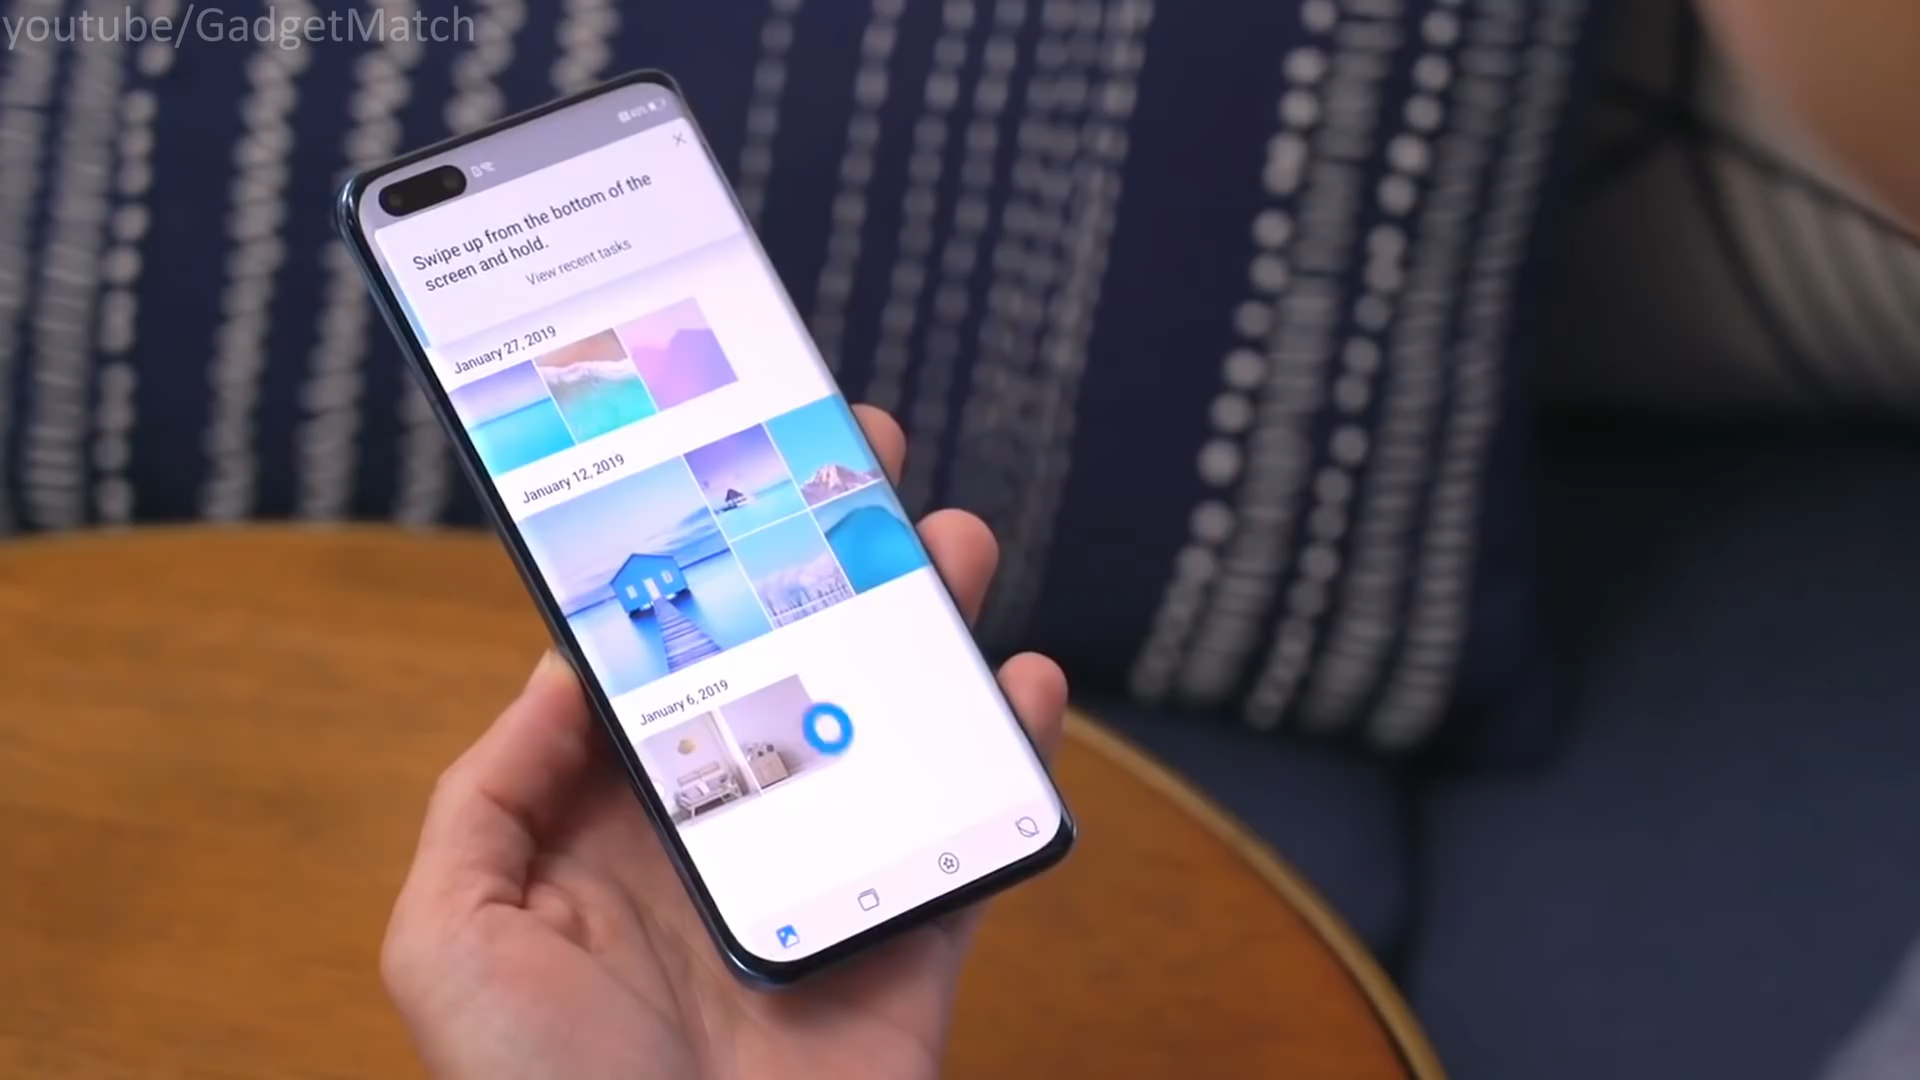 youtube/GadgetMatch
Swipe up from the bottom of the
screen and hold.
View recent tasks
January 27, 2019
January 12, 2019
January 6, 2019